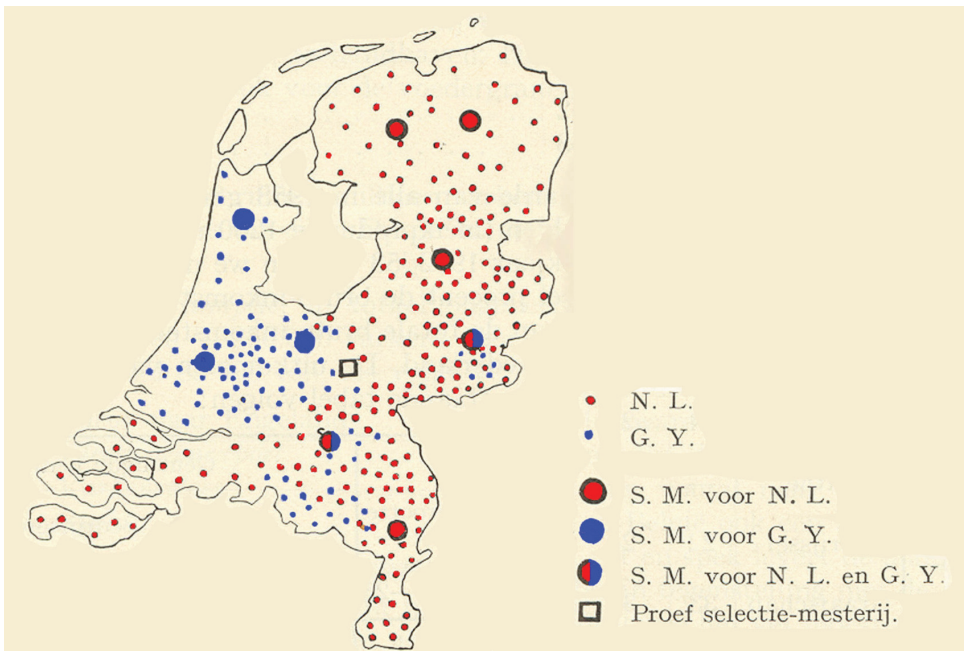 N. L.
G. Y.
S. M. voor N. L.
S. M. voor G. Y.
S. M. voor N. L. en G. Y.
Proef selectie-mesterij.